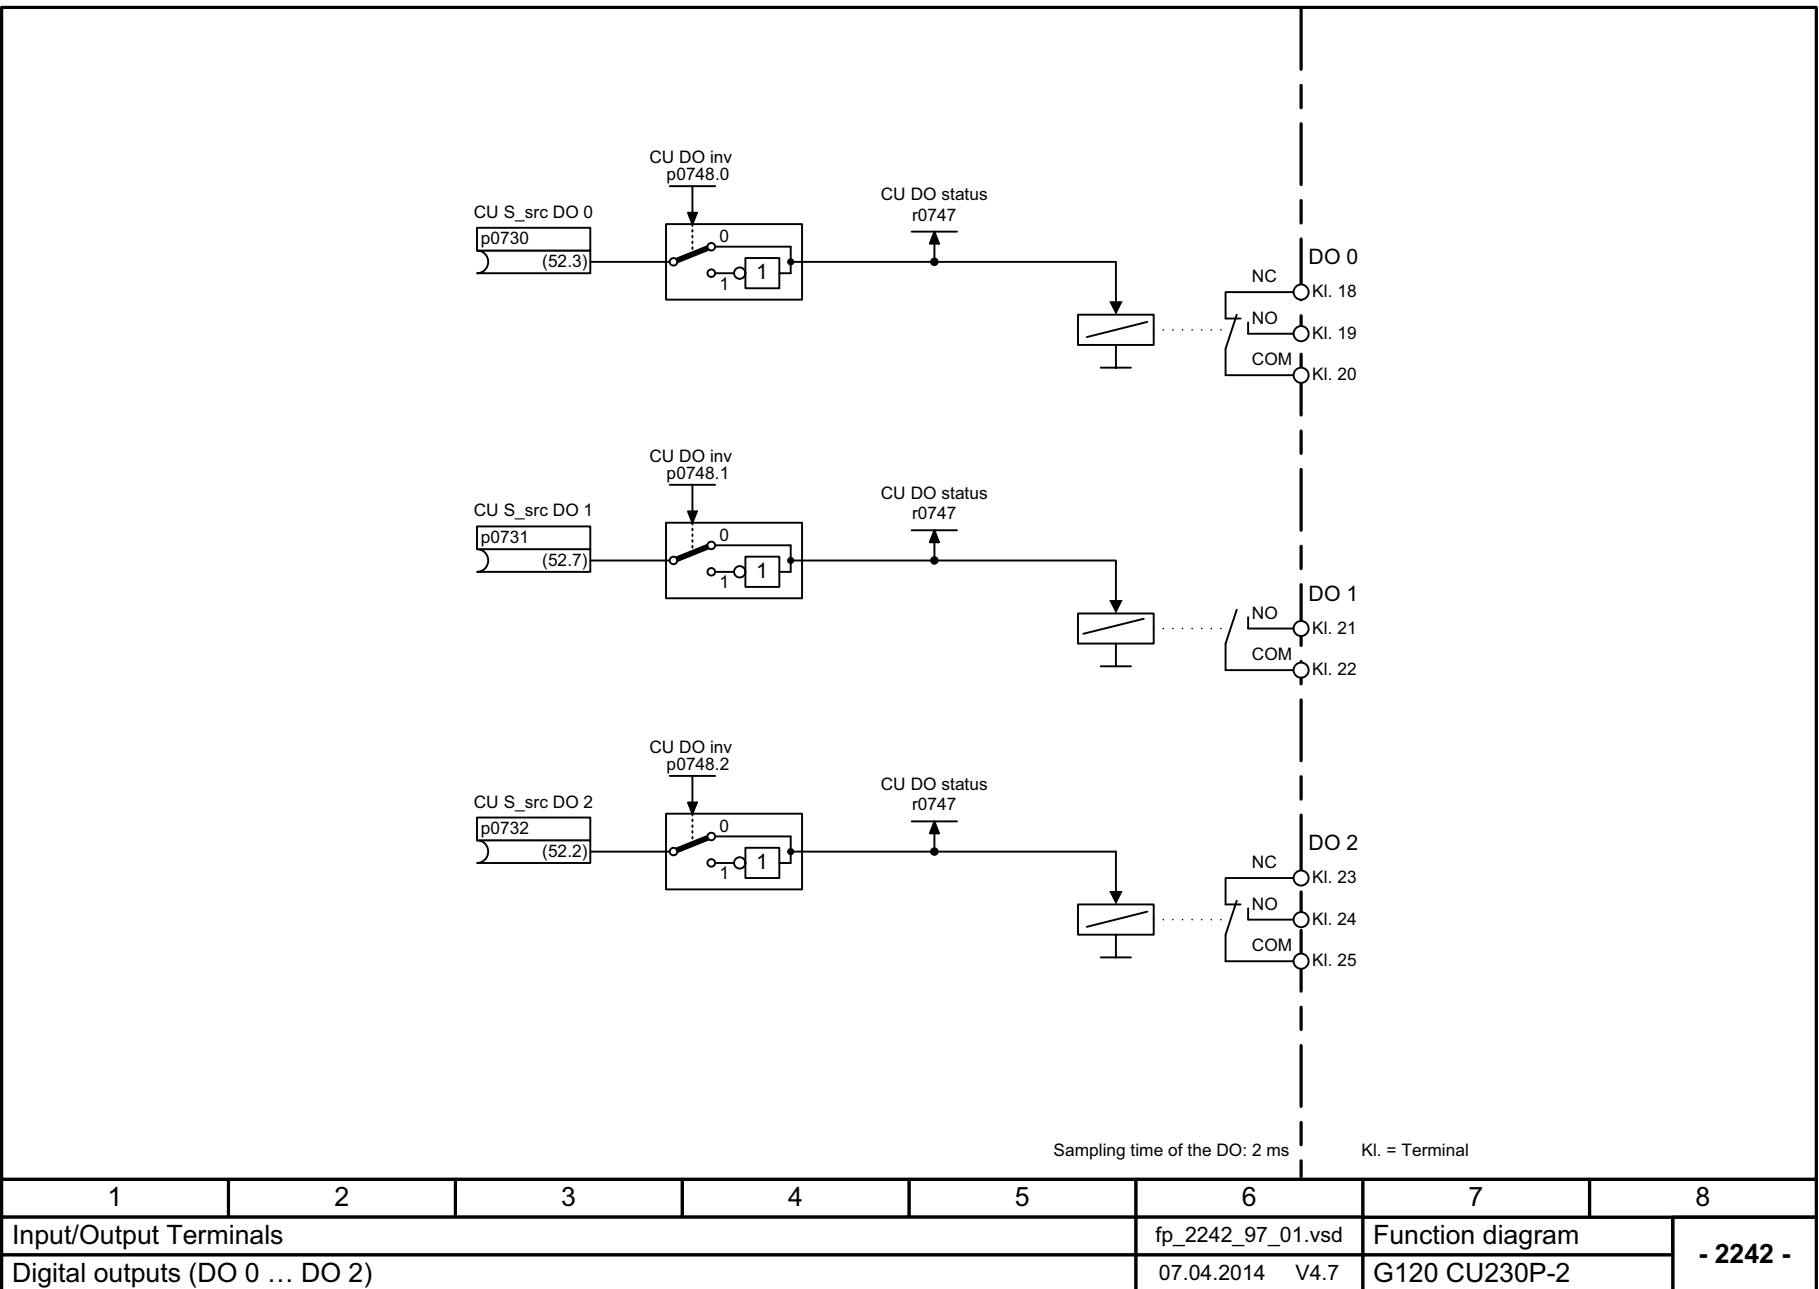 CU DO inv
p0748.0
CU DO status
r0747
CU S_src DO 0
p0730
(52.3)
0
1
1
DO 0
NC
Kl. 18
NO
Kl. 19
COM
Kl. 20
CU DO inv
p0748.1
CU DO status
r0747
CU S_src DO 1
p0731
(52.7)
0
1
1
DO 1
NO
Kl. 21
COM
Kl. 22
CU DO inv
p0748.2
CU DO status
r0747
CU S_src DO 2
p0732
(52.2)
0
1
1
DO 2
NC
Kl. 23
NO
Kl. 24
COM
Kl. 25
Sampling time of the DO: 2 ms
Kl. = Terminal
1 2 3 4 5 6 7 8
Input/Output Terminals
fp_2242_97_01.vsd
Function diagram
- 2242 -
Digital outputs (DO 0 … DO 2)
07.04.2014 V4.7
G120 CU230P-2